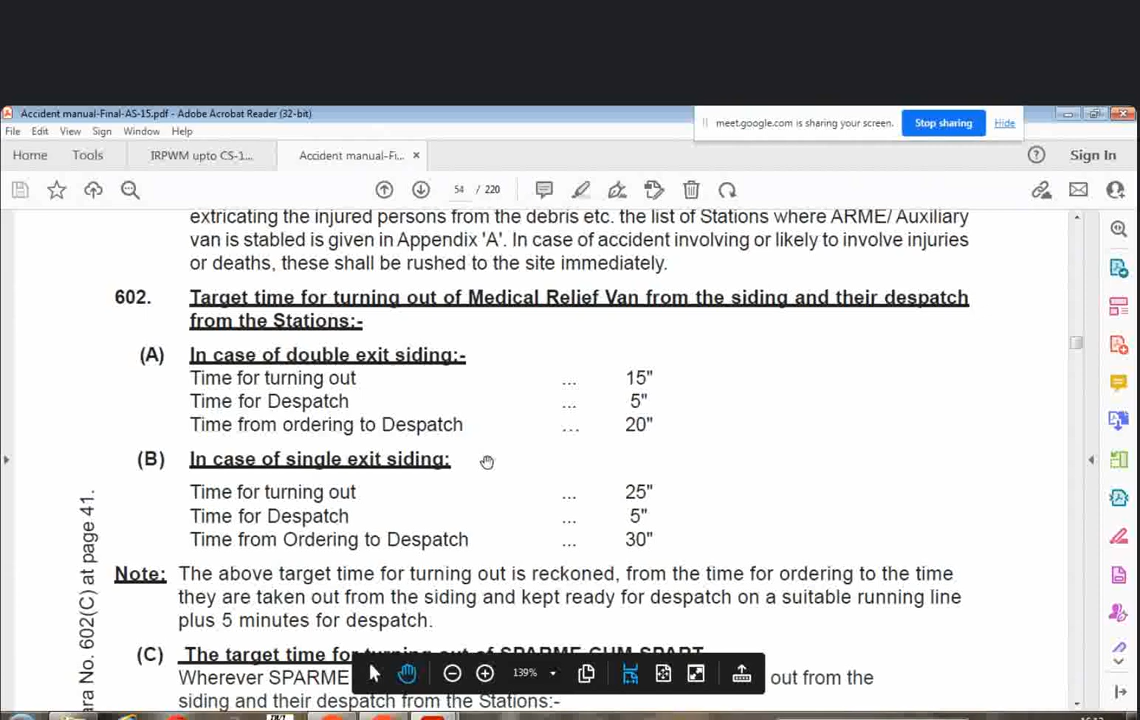 Accident manual-Final-AS-15.pdf - Adobe Acrobat Reader (32-bit)
meet.google.com is sharing your screen.
Stop sharing
Hide
File Edit View Sign Window Help
Home Tools IRPWM upto CS-1... Accident manual-Fi... ×
Sign In
54 / 220
extricating the injured persons from the debris etc. the list of Stations where ARME/ Auxiliary
van is stabled is given in Appendix 'A'. In case of accident involving or likely to involve injuries
or deaths, these shall be rushed to the site immediately.
602. Target time for turning out of Medical Relief Van from the siding and their despatch
from the Stations:-
(A) In case of double exit siding:-
Time for turning out ... 15"
Time for Despatch ... 5"
Time from ordering to Despatch ... 20"
(B) In case of single exit siding:
Time for turning out ... 25"
Time for Despatch ... 5"
Time from Ordering to Despatch ... 30"
Note: The above target time for turning out is reckoned, from the time for ordering to the time
they are taken out from the siding and kept ready for despatch on a suitable running line
plus 5 minutes for despatch.
(C) The target time for turning out of SPARME CUM SPART
Wherever SPARME out from the
siding and their despatch from the Stations:-
ara No. 602(C) at page 41.
139%